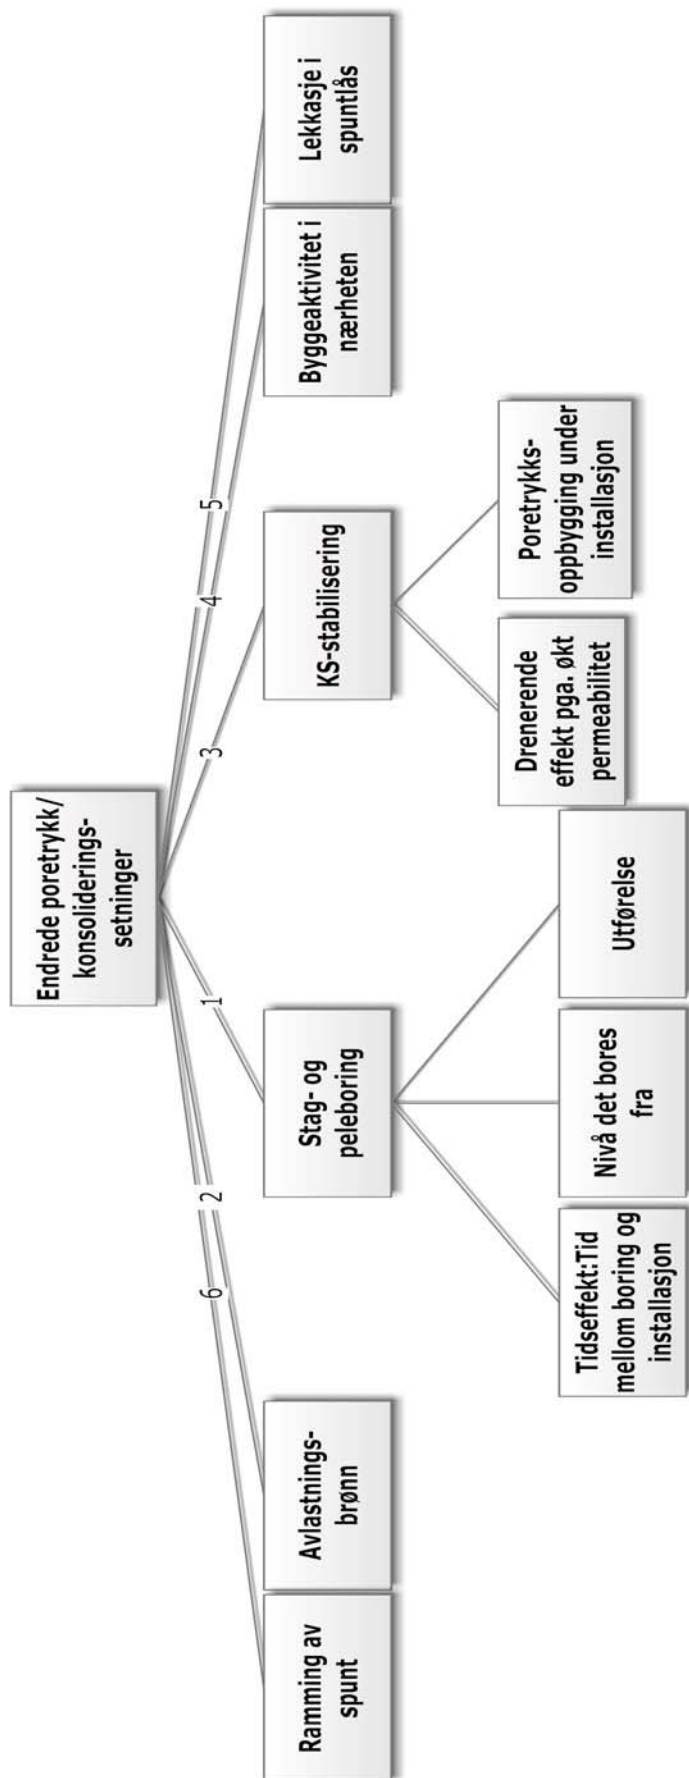 Endrede poretrykk/
konsoliderings-
setninger
6
2
1
3
4
5
Ramming av
spunt
Avlastnings-
brønn
Stag- og
peleboring
KS-stabilisering
Byggeaktivitet i
nærheten
Lekkasje i
spuntlås
Tidseffekt:Tid
mellom boring og
installasjon
Nivå det bores
fra
Utførelse
Drenerende
effekt pga. økt
permeabilitet
Poretrykks-
oppbygging under
installasjon